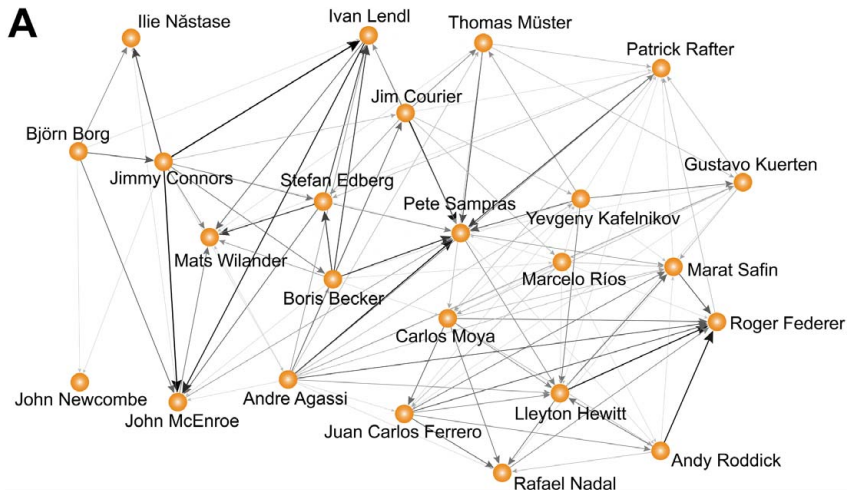 A
Ilie Năstase
Ivan Lendl
Thomas Müster
Patrick Rafter
Jim Courier
Björn Borg
Jimmy Connors
Stefan Edberg
Gustavo Kuerten
Pete Sampras
Yevgeny Kafelnikov
Mats Wilander
Boris Becker
Marcelo Ríos
Marat Safin
Carlos Moya
Roger Federer
John Newcombe
John McEnroe
Andre Agassi
Juan Carlos Ferrero
Lleyton Hewitt
Andy Roddick
Rafael Nadal